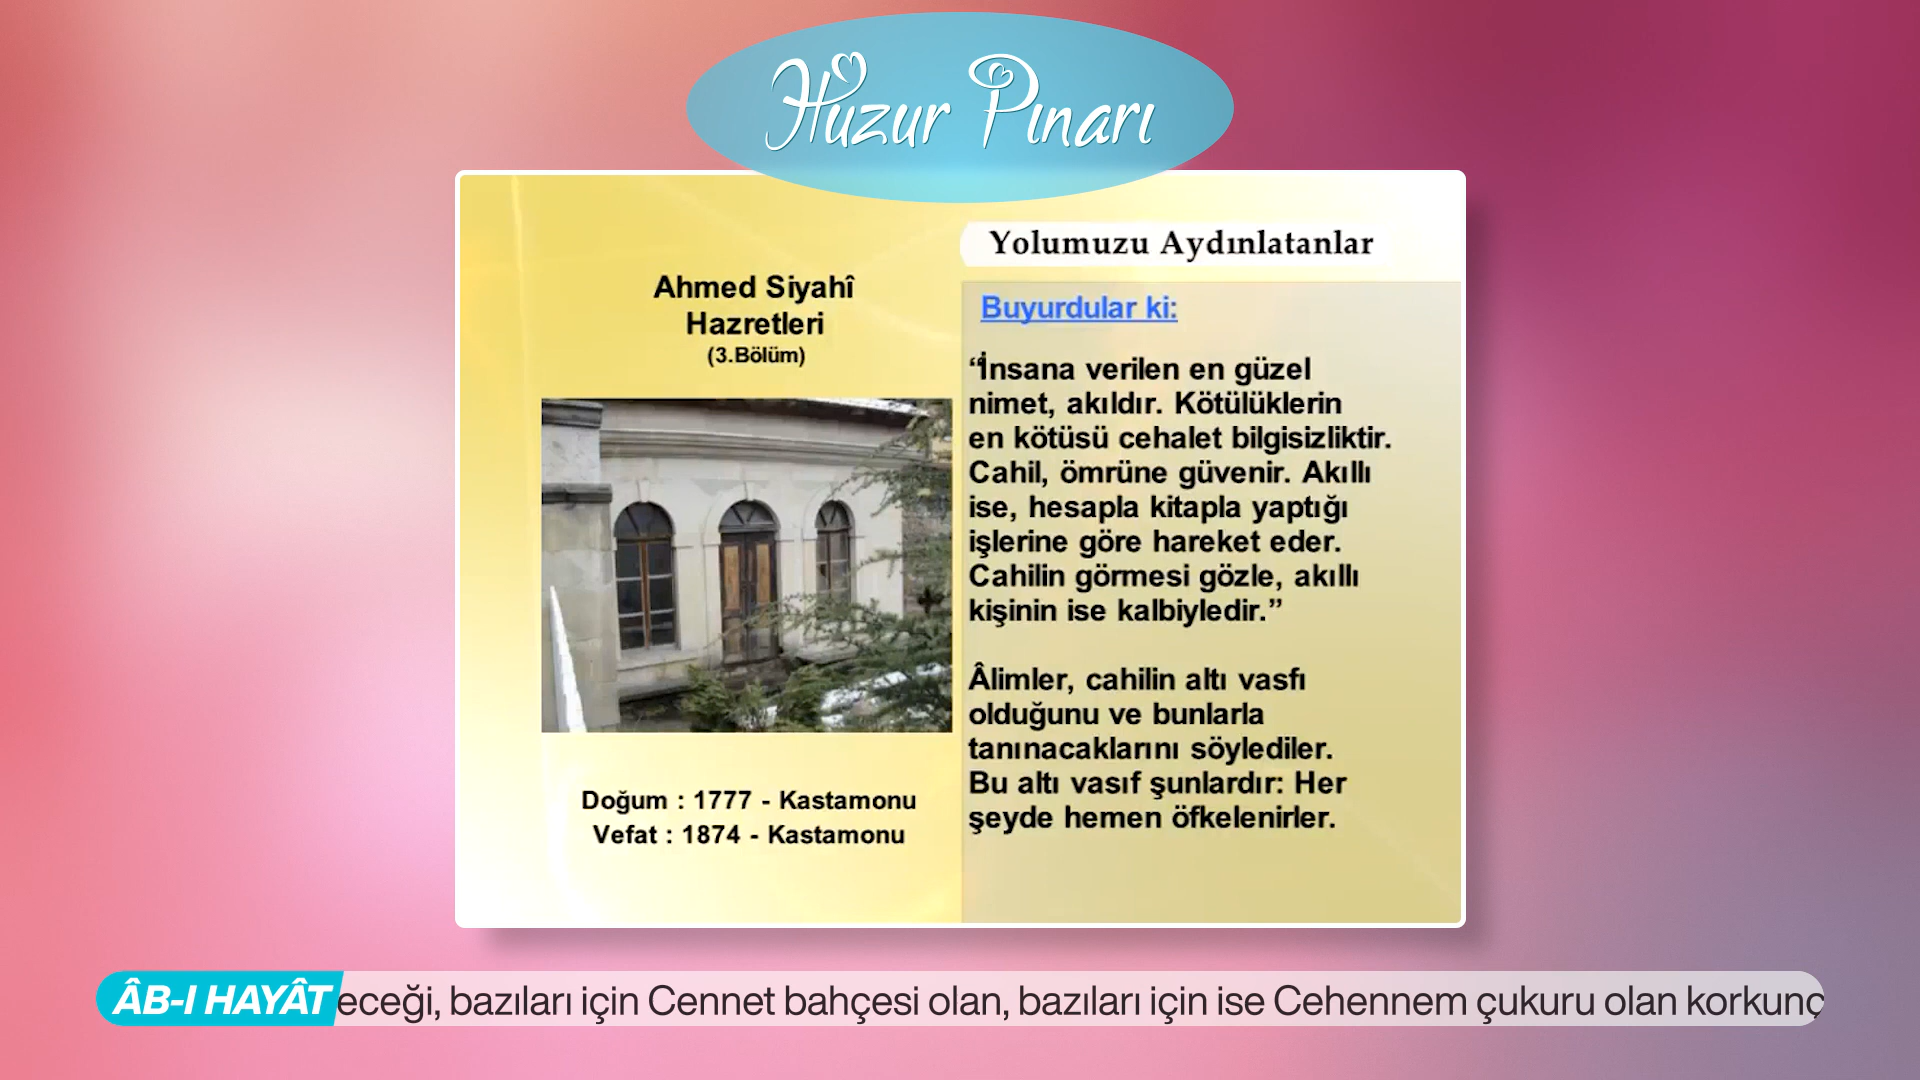 Huzur Pınarı
Yolumuzu Aydınlatanlar
Ahmed Siyahî
Hazretleri
(3.Bölüm)
Doğum : 1777 - Kastamonu
Vefat : 1874 - Kastamonu
Buyurdular ki:
“İnsana verilen en güzel
nimet, akıldır. Kötülüklerin
en kötüsü cehalet bilgisizliktir.
Cahil, ömrüne güvenir. Akıllı
ise, hesapla kitapla yaptığı
işlerine göre hareket eder.
Cahilin görmesi gözle, akıllı
kişinin ise kalbiyledir.”
Âlimler, cahilin altı vasfı
olduğunu ve bunlarla
tanınacaklarını söylediler.
Bu altı vasıf şunlardır: Her
şeyde hemen öfkelenirler.
ÂB-I HAYÂT eceği, bazıları için Cennet bahçesi olan, bazıları için ise Cehennem çukuru olan korkunç